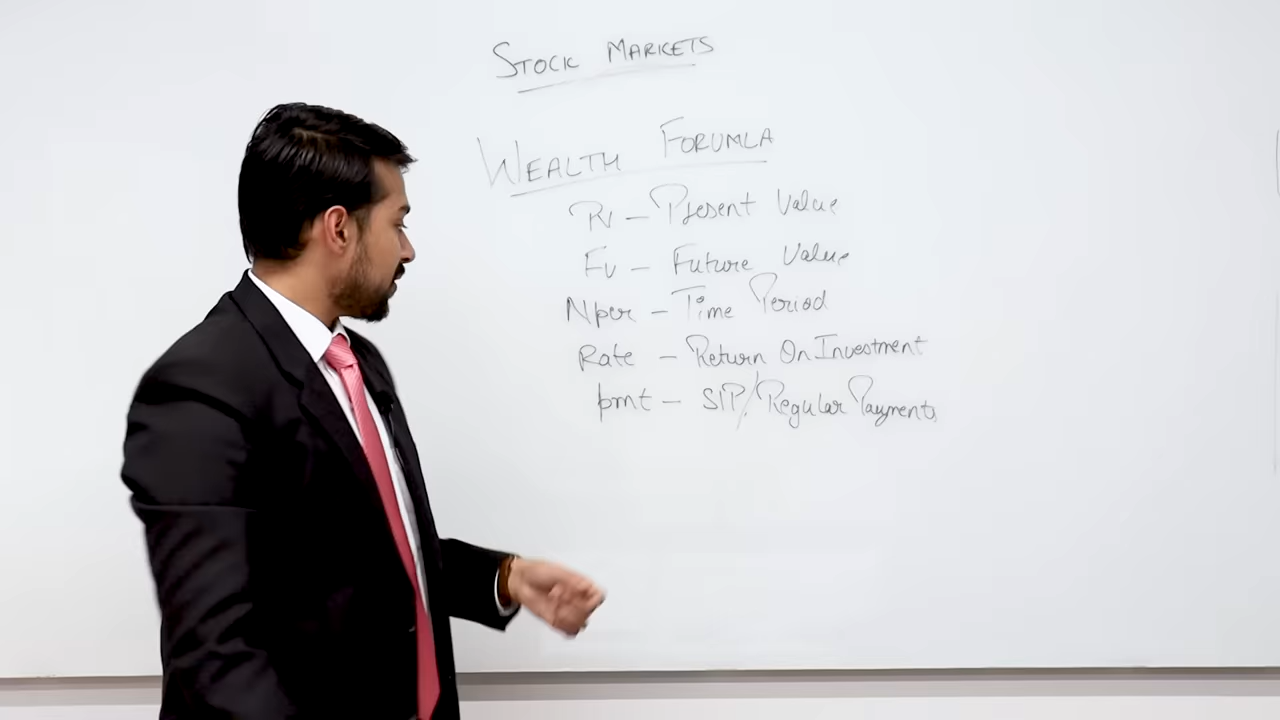 STOCK MARKETS
WEALTH FORUMLA
Pv – Present Value
Fv – Future Value
Nper – Time Period
Rate – Return On Investment
pmt – SIP/Regular Payments